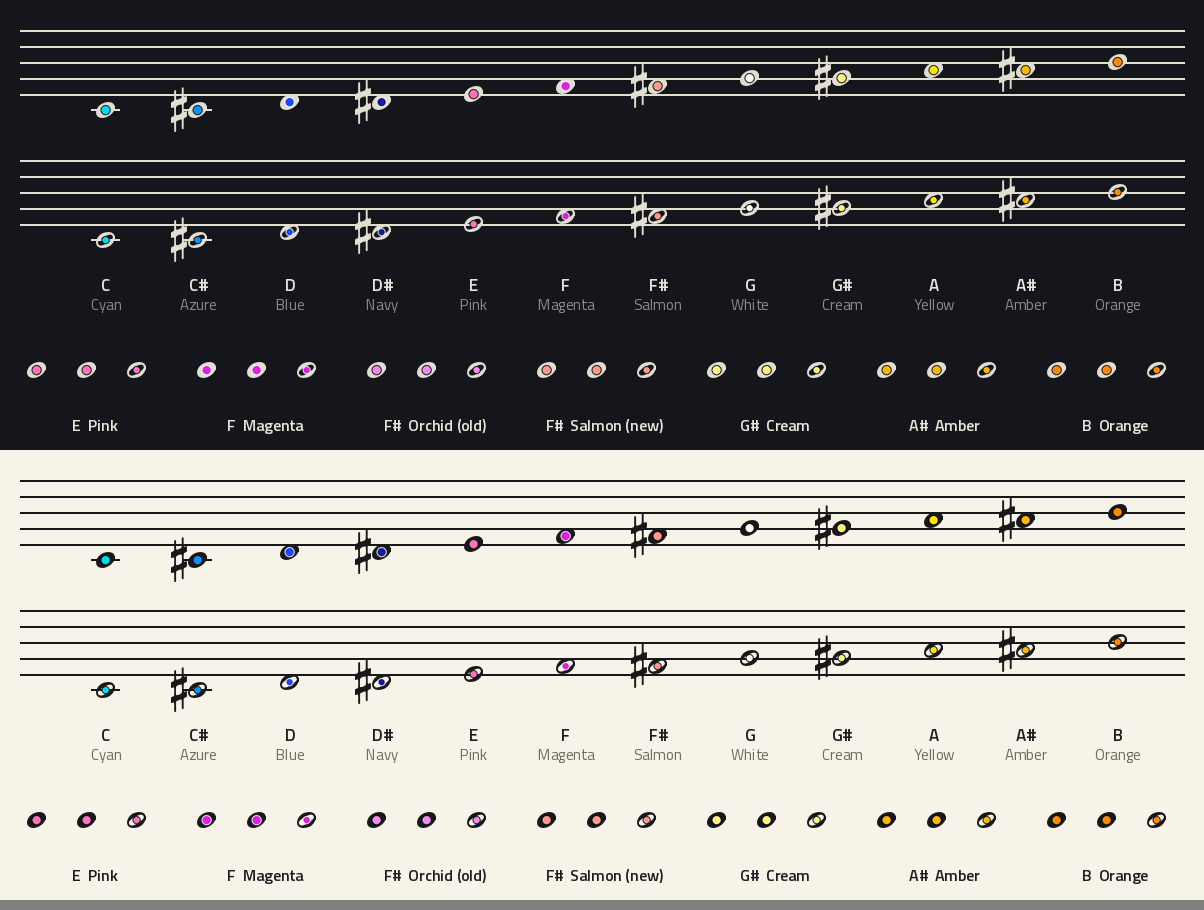 C C# D D# E F F# G G# A A# B
Cyan Azure Blue Navy Pink Magenta Salmon White Cream Yellow Amber Orange
E Pink F Magenta F# Orchid (old) F# Salmon (new) G# Cream A# Amber B Orange
C C# D D# E F F# G G# A A# B
Cyan Azure Blue Navy Pink Magenta Salmon White Cream Yellow Amber Orange
E Pink F Magenta F# Orchid (old) F# Salmon (new) G# Cream A# Amber B Orange